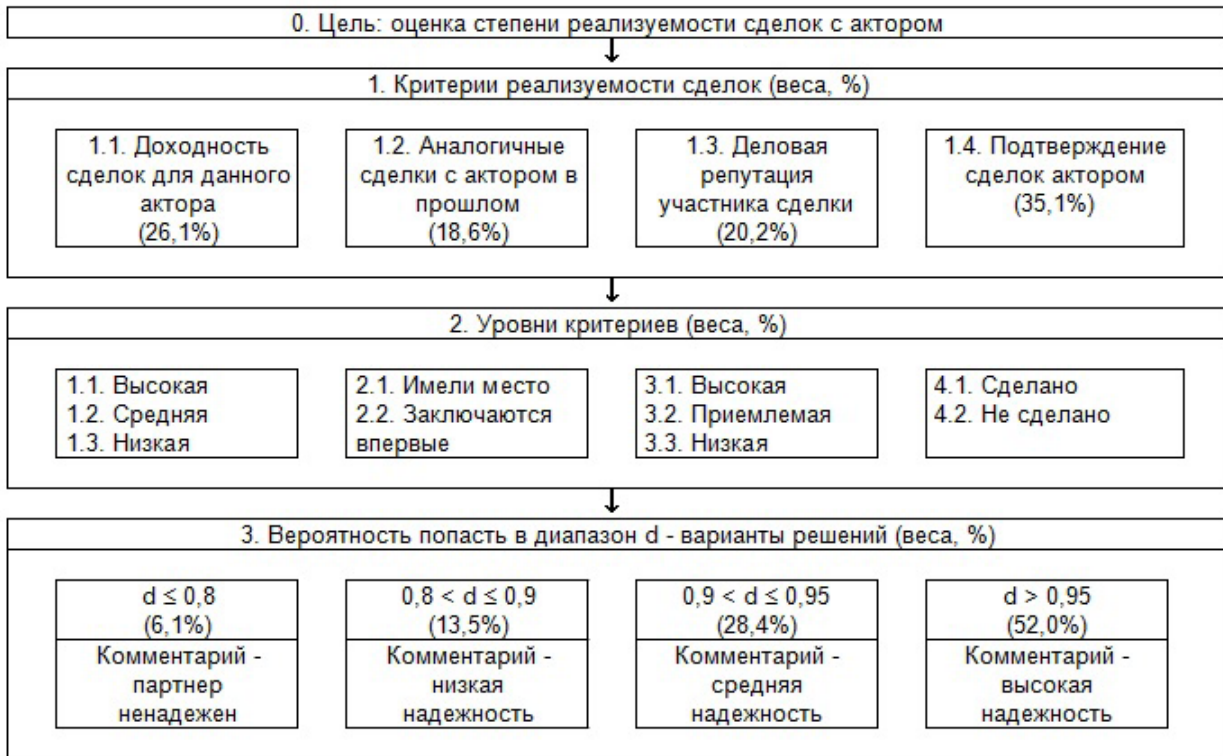 0. Цель: оценка степени реализуемости сделок с актором
1. Критерии реализуемости сделок (веса, %)
1.1. Доходность
сделок для данного
актора
(26,1%)
1.2. Аналогичные
сделки с актором в
прошлом
(18,6%)
1.3. Деловая
репутация
участника сделки
(20,2%)
1.4. Подтверждение
сделок актором
(35,1%)
2. Уровни критериев (веса, %)
1.1. Высокая
1.2. Средняя
1.3. Низкая
2.1. Имели место
2.2. Заключаются
впервые
3.1. Высокая
3.2. Приемлемая
3.3. Низкая
4.1. Сделано
4.2. Не сделано
3. Вероятность попасть в диапазон d - варианты решений (веса, %)
d ≤ 0,8
(6,1%)
Комментарий -
партнер
ненадежен
0,8 < d ≤ 0,9
(13,5%)
Комментарий -
низкая
надежность
0,9 < d ≤ 0,95
(28,4%)
Комментарий -
средняя
надежность
d > 0,95
(52,0%)
Комментарий -
высокая
надежность